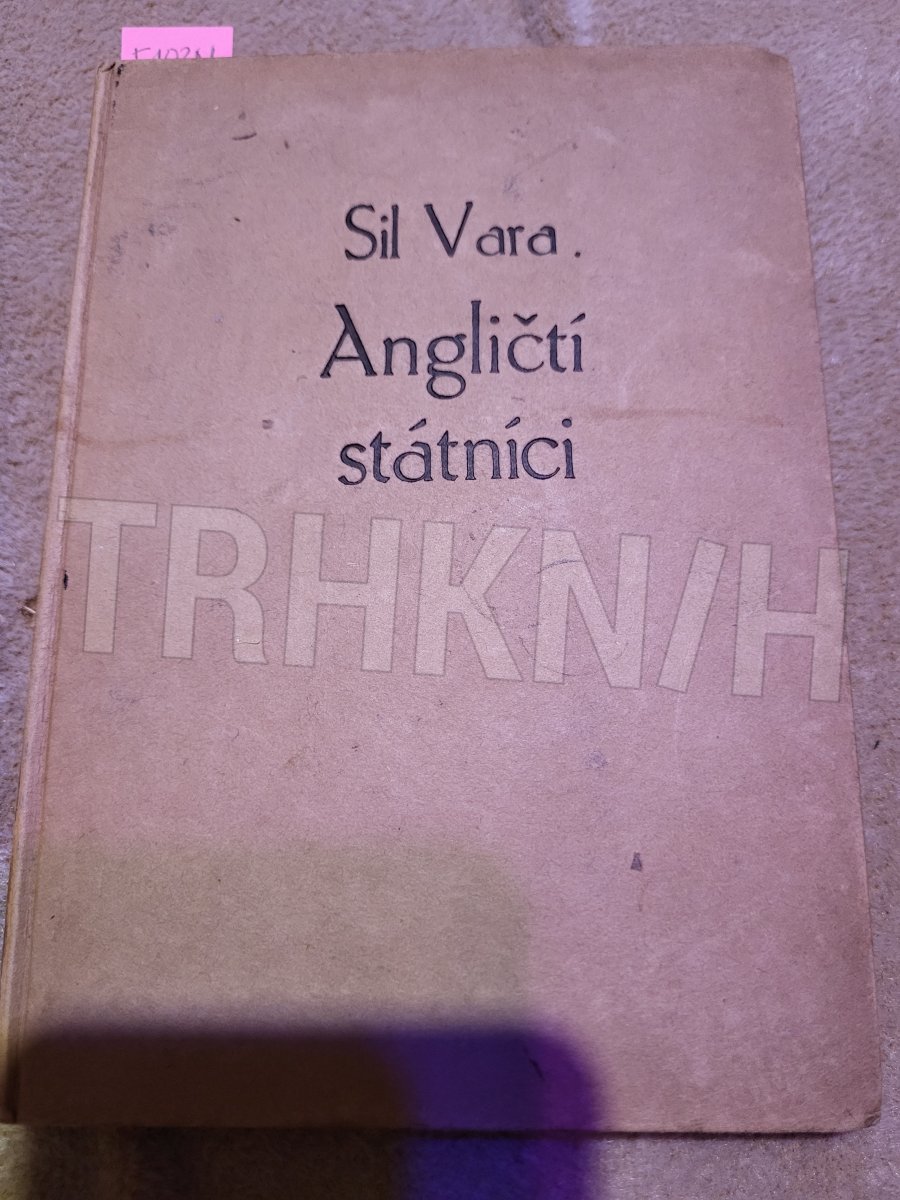 Sil Vara.
Angličtí
státníci
TRHKNIH